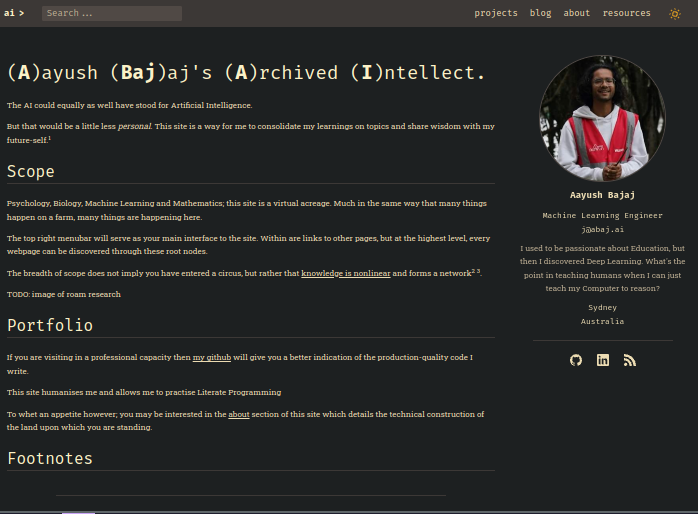 ai >
Search ...
projects blog about resources
(A)ayush (Baj)aj's (A)rchived (I)ntellect.
The AI could equally as well have stood for Artificial Intelligence.
But that would be a little less personal. This site is a way for me to consolidate my learnings on topics and share wisdom with my
future-self.1
Scope
Psychology, Biology, Machine Learning and Mathematics; this site is a virtual acreage. Much in the same way that many things
happen on a farm, many things are happening here.
The top right menubar will serve as your main interface to the site. Within are links to other pages, but at the highest level, every
webpage can be discovered through these root nodes.
The breadth of scope does not imply you have entered a circus, but rather that knowledge is nonlinear and forms a network2 3.
TODO: image of roam research
Portfolio
If you are visiting in a professional capacity then my github will give you a better indication of the production-quality code I
write.
This site humanises me and allows me to practise Literate Programming
To whet an appetite however; you may be interested in the about section of this site which details the technical construction of
the land upon which you are standing.
Footnotes
Aayush Bajaj
Machine Learning Engineer
j@abaj.ai
I used to be passionate about Education, but
then I discovered Deep Learning. What's the
point in teaching humans when I can just
teach my Computer to reason?
Sydney
Australia